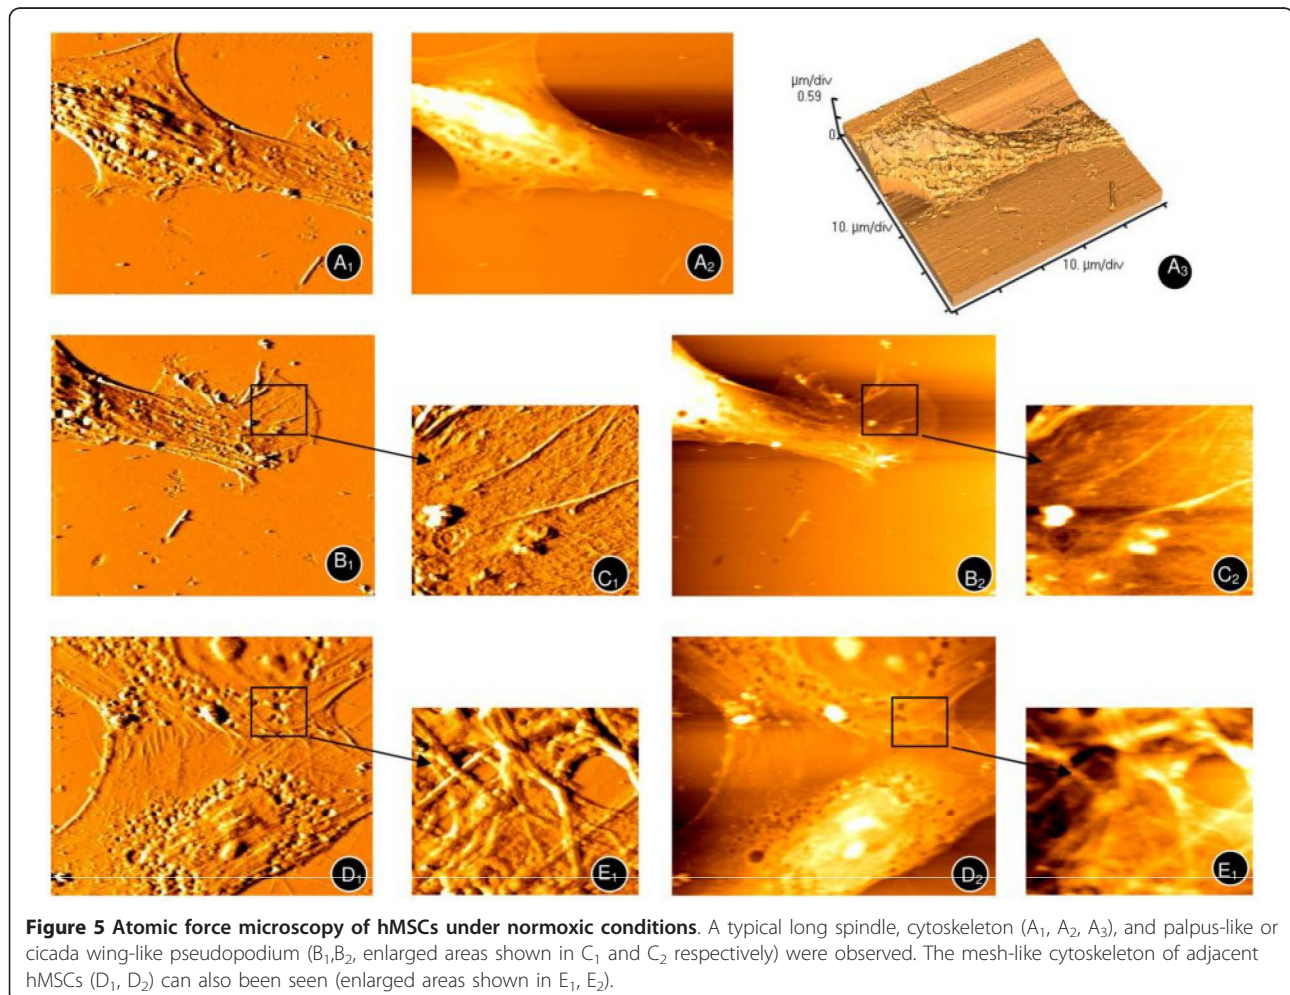 A1
A2
µm/div
0.59
0.
10. µm/div
10. µm/div
A3
B1
C1
B2
C2
D1
E1
D2
E1
Figure 5 Atomic force microscopy of hMSCs under normoxic conditions. A typical long spindle, cytoskeleton (A1, A2, A3), and palpus-like or
cicada wing-like pseudopodium (B1,B2, enlarged areas shown in C1 and C2 respectively) were observed. The mesh-like cytoskeleton of adjacent
hMSCs (D1, D2) can also been seen (enlarged areas shown in E1, E2).